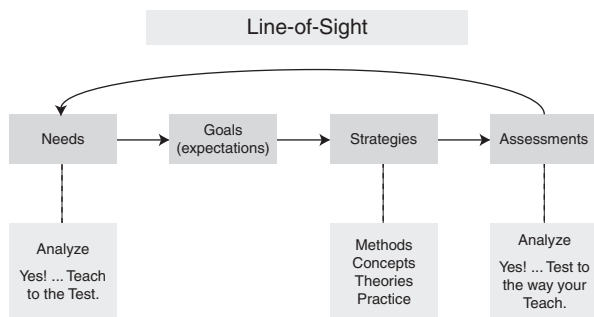 Line-of-Sight
Needs
Goals
(expectations)
Strategies
Assessments
Analyze
Yes! ... Teach
to the Test.
Methods
Concepts
Theories
Practice
Analyze
Yes! ... Test to
the way your
Teach.